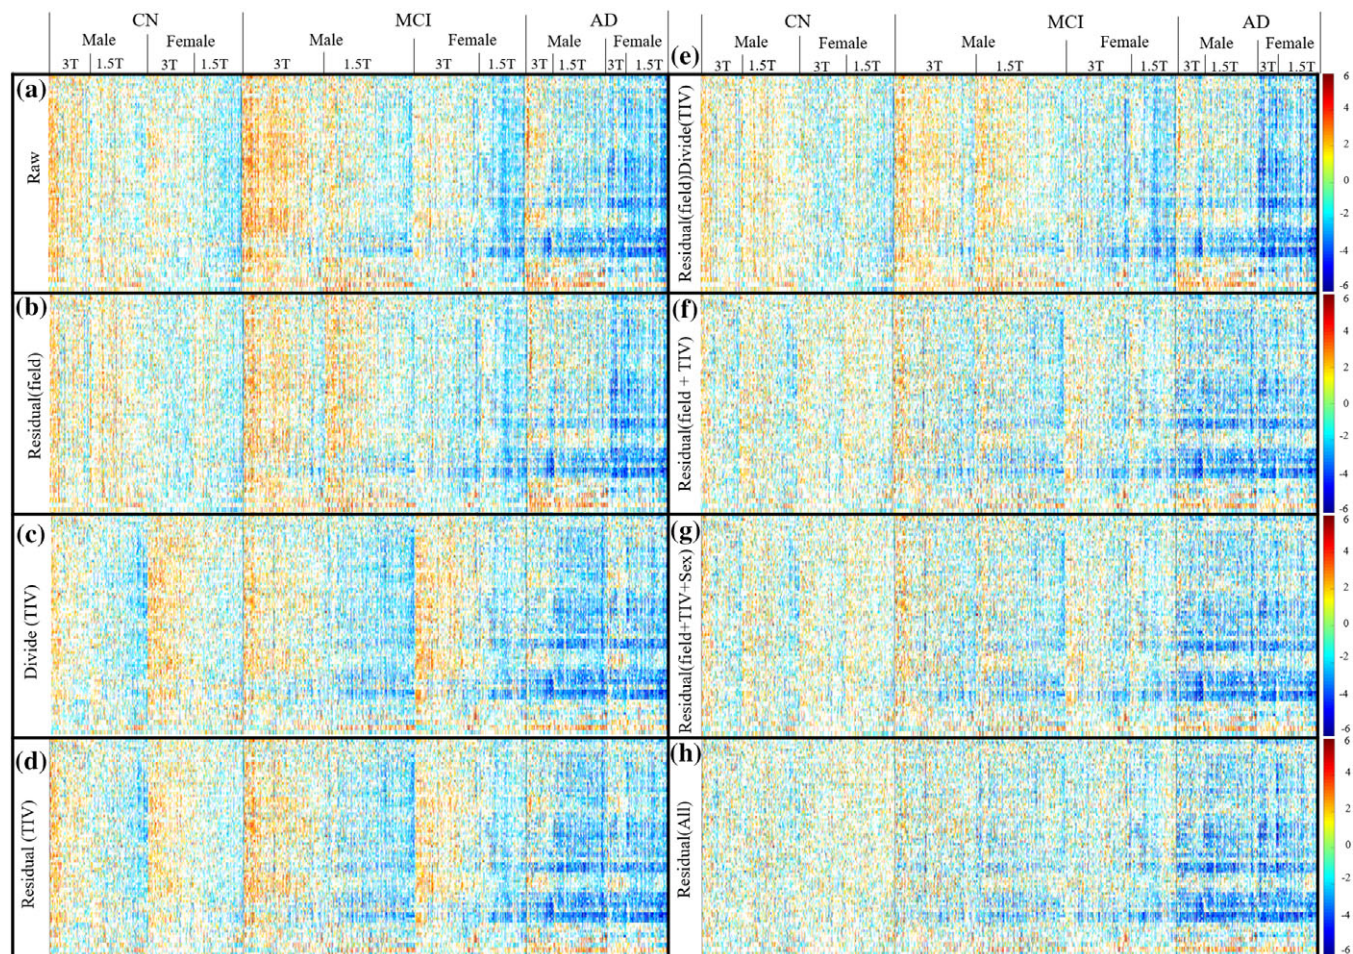 CN MCI AD
Male Female Male Female Male Female
3T 1.5T 3T 1.5T 3T 1.5T 3T 1.5T 3T 1.5T 3T 1.5T
(a)
Raw
(b)
Residual(field)
(c)
Divide (TIV)
(d)
Residual (TIV)
CN MCI AD
Male Female Male Female Male Female
3T 1.5T 3T 1.5T 3T 1.5T 3T 1.5T 3T 1.5T 3T 1.5T
(e)
Residual(field)Divide(TIV)
6
4
2
0
-2
-4
-6
(f)
Residual(field + TIV)
6
4
2
0
-2
-4
-6
(g)
Residual(field+TIV+Sex)
6
4
2
0
-2
-4
-6
(h)
Residual(All)
6
4
2
0
-2
-4
-6